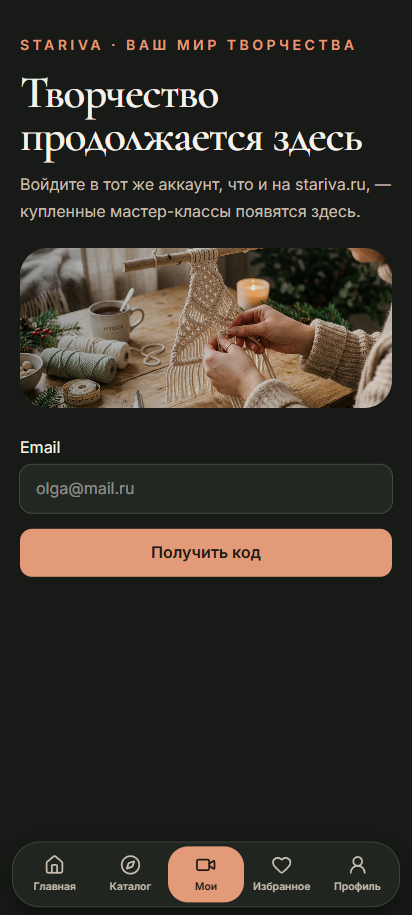 STARIVA · ВАШ МИР ТВОРЧЕСТВА
Творчество
продолжается здесь
Войдите в тот же аккаунт, что и на stariva.ru, —
купленные мастер-классы появятся здесь.
HYGGE
Email
olga@mail.ru
Получить код
Главная
Каталог
Мои
Избранное
Профиль